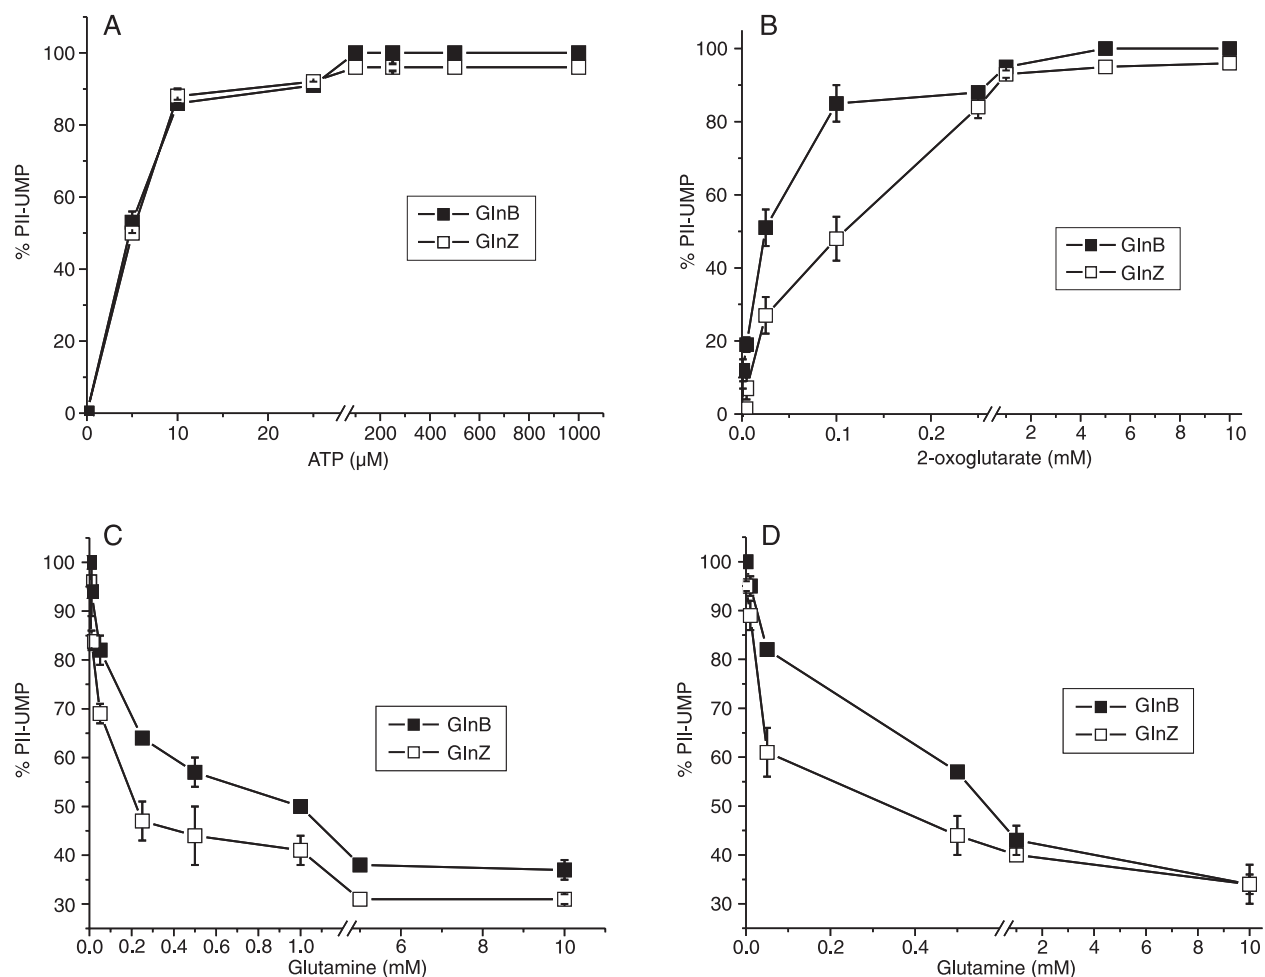 A
100
80
60
40
20
0
% PII-UMP
GlnB
GlnZ
0 10 20 200 400 600 800 1000
ATP (µM)
B
100
80
60
40
20
0
% PII-UMP
GlnB
GlnZ
0.0 0.1 0.2 2 4 6 8 10
2-oxoglutarate (mM)
C
100
90
80
70
60
50
40
30
% PII-UMP
GlnB
GlnZ
0.0 0.2 0.4 0.6 0.8 1.0 6 8 10
Glutamine (mM)
D
100
90
80
70
60
50
40
30
% PII-UMP
GlnB
GlnZ
0.0 0.4 2 4 6 8 10
Glutamine (mM)